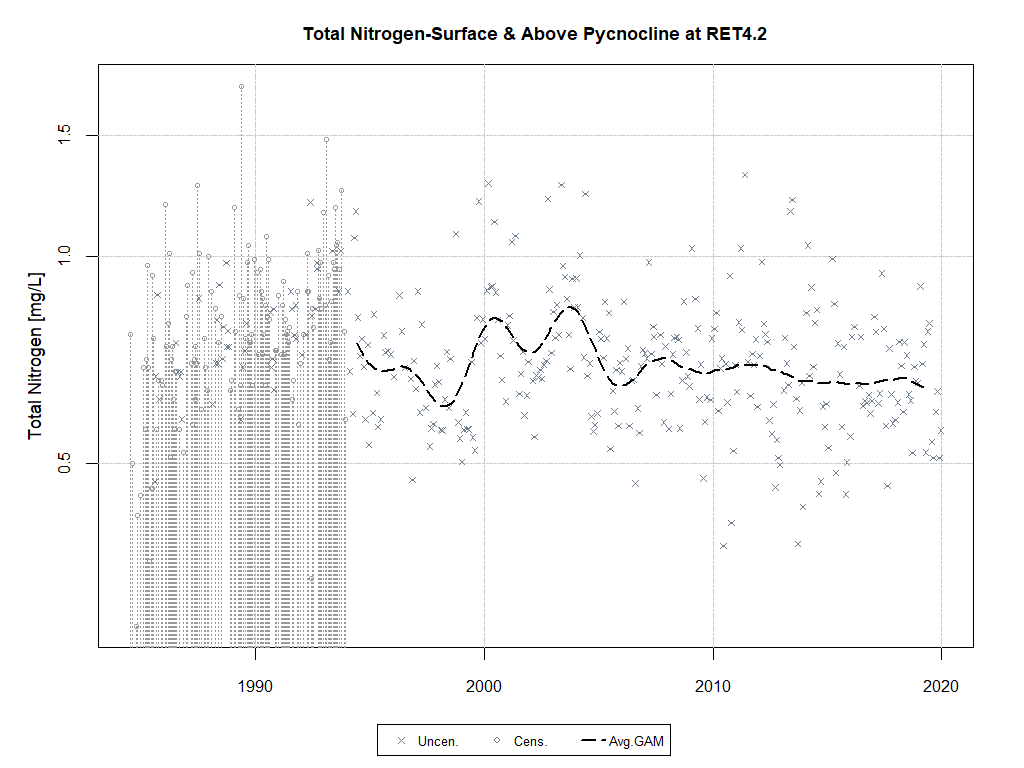 Total Nitrogen-Surface & Above Pycnocline at RET4.2
Total Nitrogen [mg/L]
1.5
1.0
0.5
1990 2000 2010 2020
Uncen. Cens. Avg.GAM